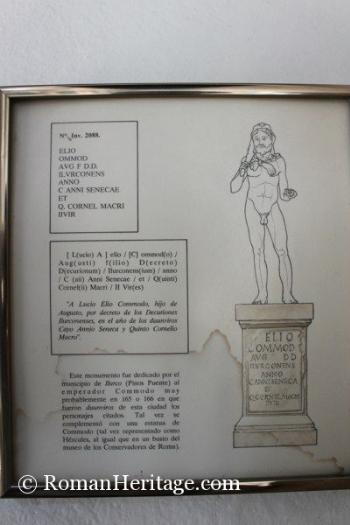 Nº. Inv. 2088.
ELIO
OMMOD
AVG F D.D.
ILVRCONENS
ANNO
C ANNI SENECAE
ET
Q. CORNEL MACRI
IIVIR
[ L(ucio) A ] elio / [C] ommod(o) /
Aug(usti) f(ilio) D(ecreto)
D(ecurionum) / Ilurconens(ium) / anno
/ C (aii) Anni Senecae / et / Q(uinti)
Cornel(ii) Macri / II Vir(es)
"A Lucio Elio Commodo, hijo de
Augusto, por decreto de los Decuriones
Ilurconenses, en el año de los duunviros
Cayo Annio Seneca y Quinto Cornelio
Macro".
Este monumento fue dedicado por el
municipio de Ilurco (Pinos Puente) al
emperador Commodo muy
probablemente en 165 o 166 en que
fueron duunviros de esta ciudad los
personajes citados. Tal vez se
complementó con una estatua de
Commodo (tal vez representado como
Hércules, al igual que en un busto del
museo de los Conservadores de Roma).
ELIO
OMMOD
AVG DD
ILVRCONENS
ANNO
C ANNI SENECA
ET
Q CORNEL MACRI
IIVIR
© RomanHeritage.com